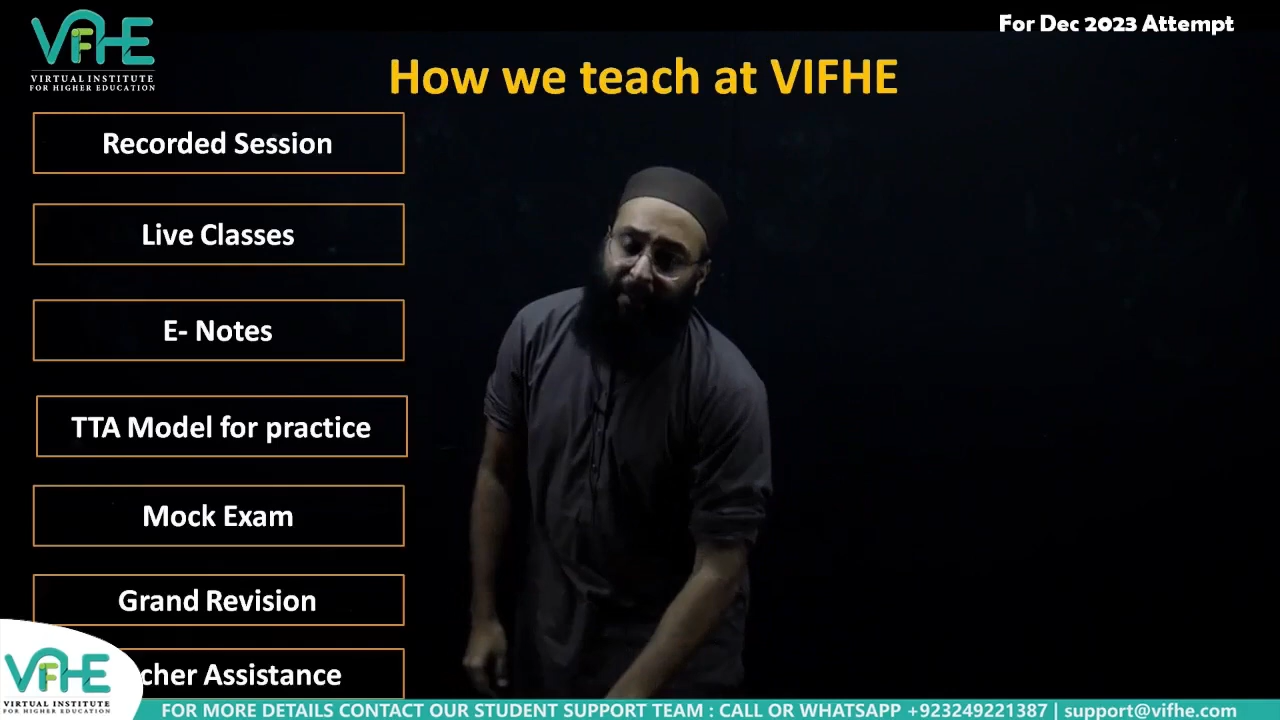 VIFHE
VIRTUAL INSTITUTE
FOR HIGHER EDUCATION
For Dec 2023 Attempt
How we teach at VIFHE
Recorded Session
Live Classes
E- Notes
TTA Model for practice
Mock Exam
Grand Revision
cher Assistance
VIFHE
VIRTUAL INSTITUTE
FOR HIGHER EDUCATION
FOR MORE DETAILS CONTACT OUR STUDENT SUPPORT TEAM : CALL OR WHATSAPP +923249221387 | support@vifhe.com